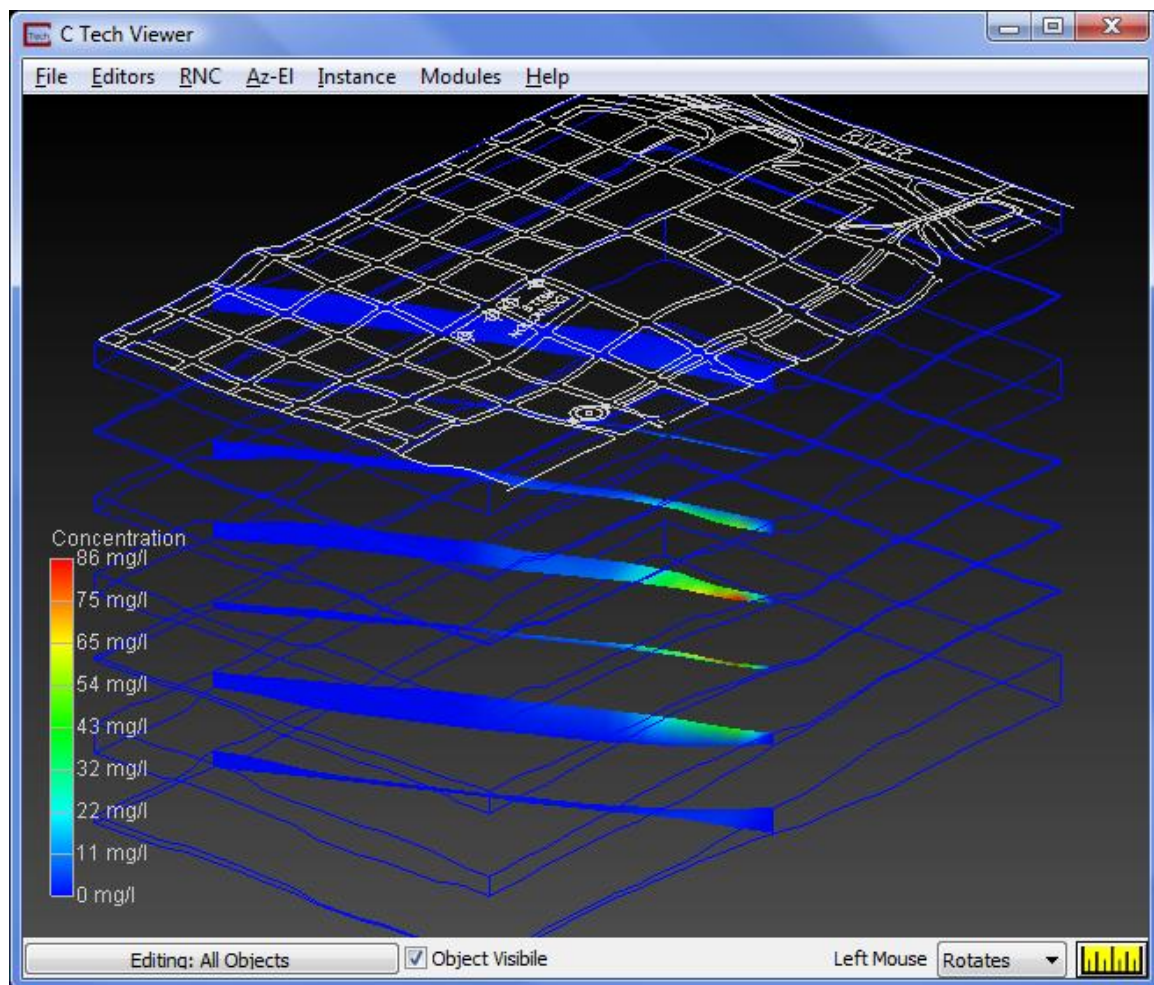 C Tech Viewer
File Editors RNC Az-El Instance Modules Help
RIVER
Concentration
86 mg/l
75 mg/l
65 mg/l
54 mg/l
43 mg/l
32 mg/l
22 mg/l
11 mg/l
0 mg/l
Editing: All Objects
Object Visibile
Left Mouse
Rotates